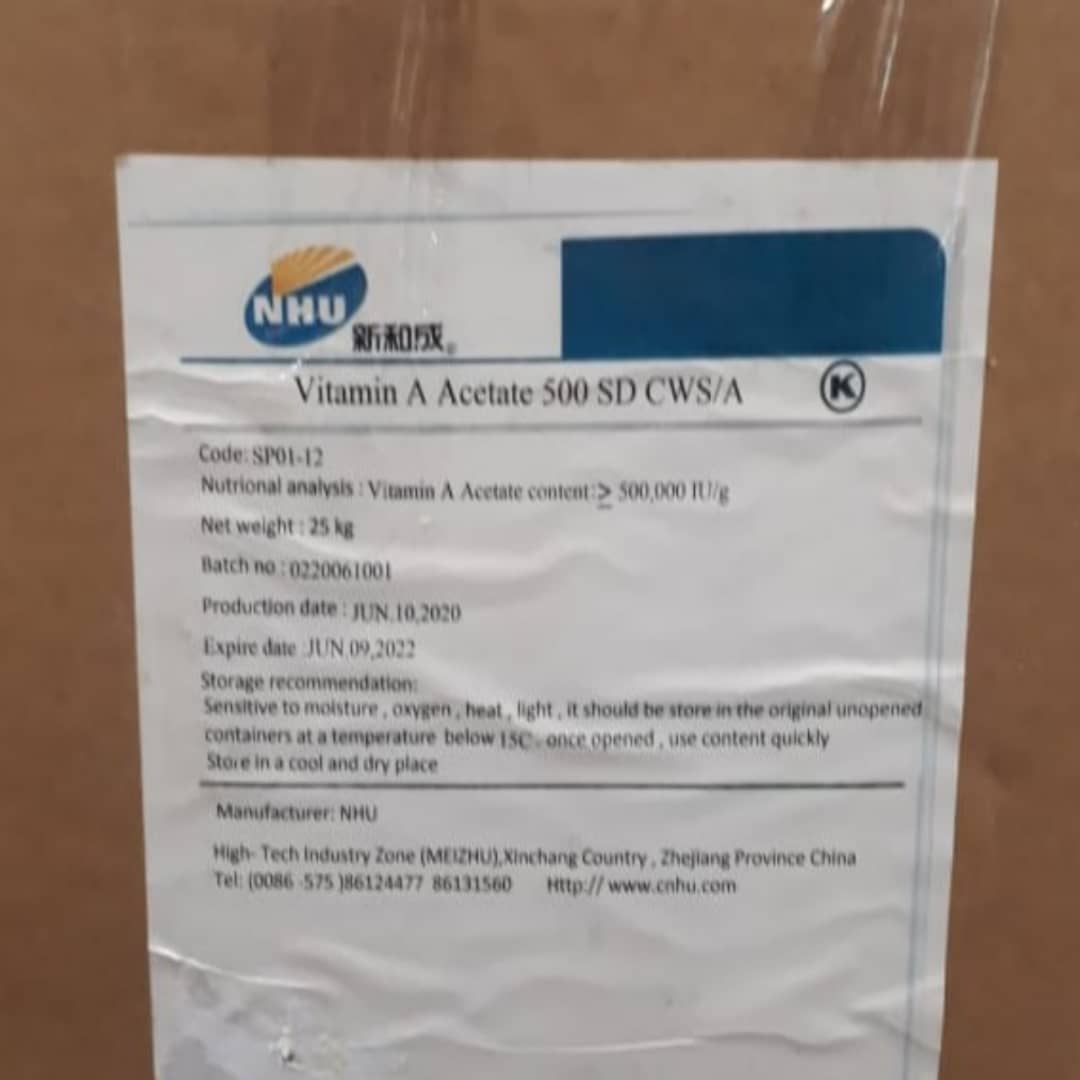 NHU
新和成®
Vitamin A Acetate 500 SD CWS/A K
Code: SP01-12
Nutrional analysis : Vitamin A Acetate content:≥ 500,000 IU/g
Net weight : 25 kg
Batch no : 0220061001
Production date : JUN.10,2020
Expire date :JUN.09,2022
Storage recommendation:
Sensitive to moisture , oxygen , heat , light , it should be store in the original unopened
containers at a temperature below 15C . once opened , use content quickly
Store in a cool and dry place
Manufacturer: NHU
High- Tech Industry Zone (MEIZHU),Xinchang Country , Zhejiang Province China
Tel: (0086 -575 )86124477 86131560 Http:// www.cnhu.com